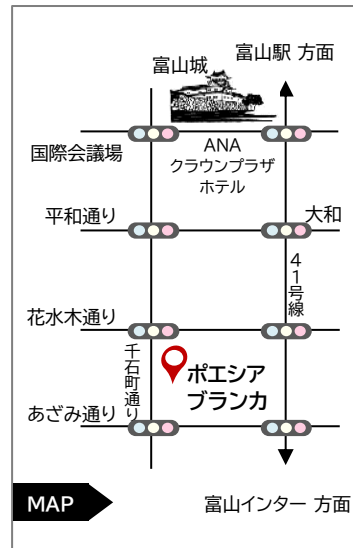 富山駅 方面
富山城
国際会議場
ANA
クラウンプラザ
ホテル
平和通り
大和
41号線
花水木通り
千石町通り
ポエシア
ブランカ
あざみ通り
MAP
富山インター 方面